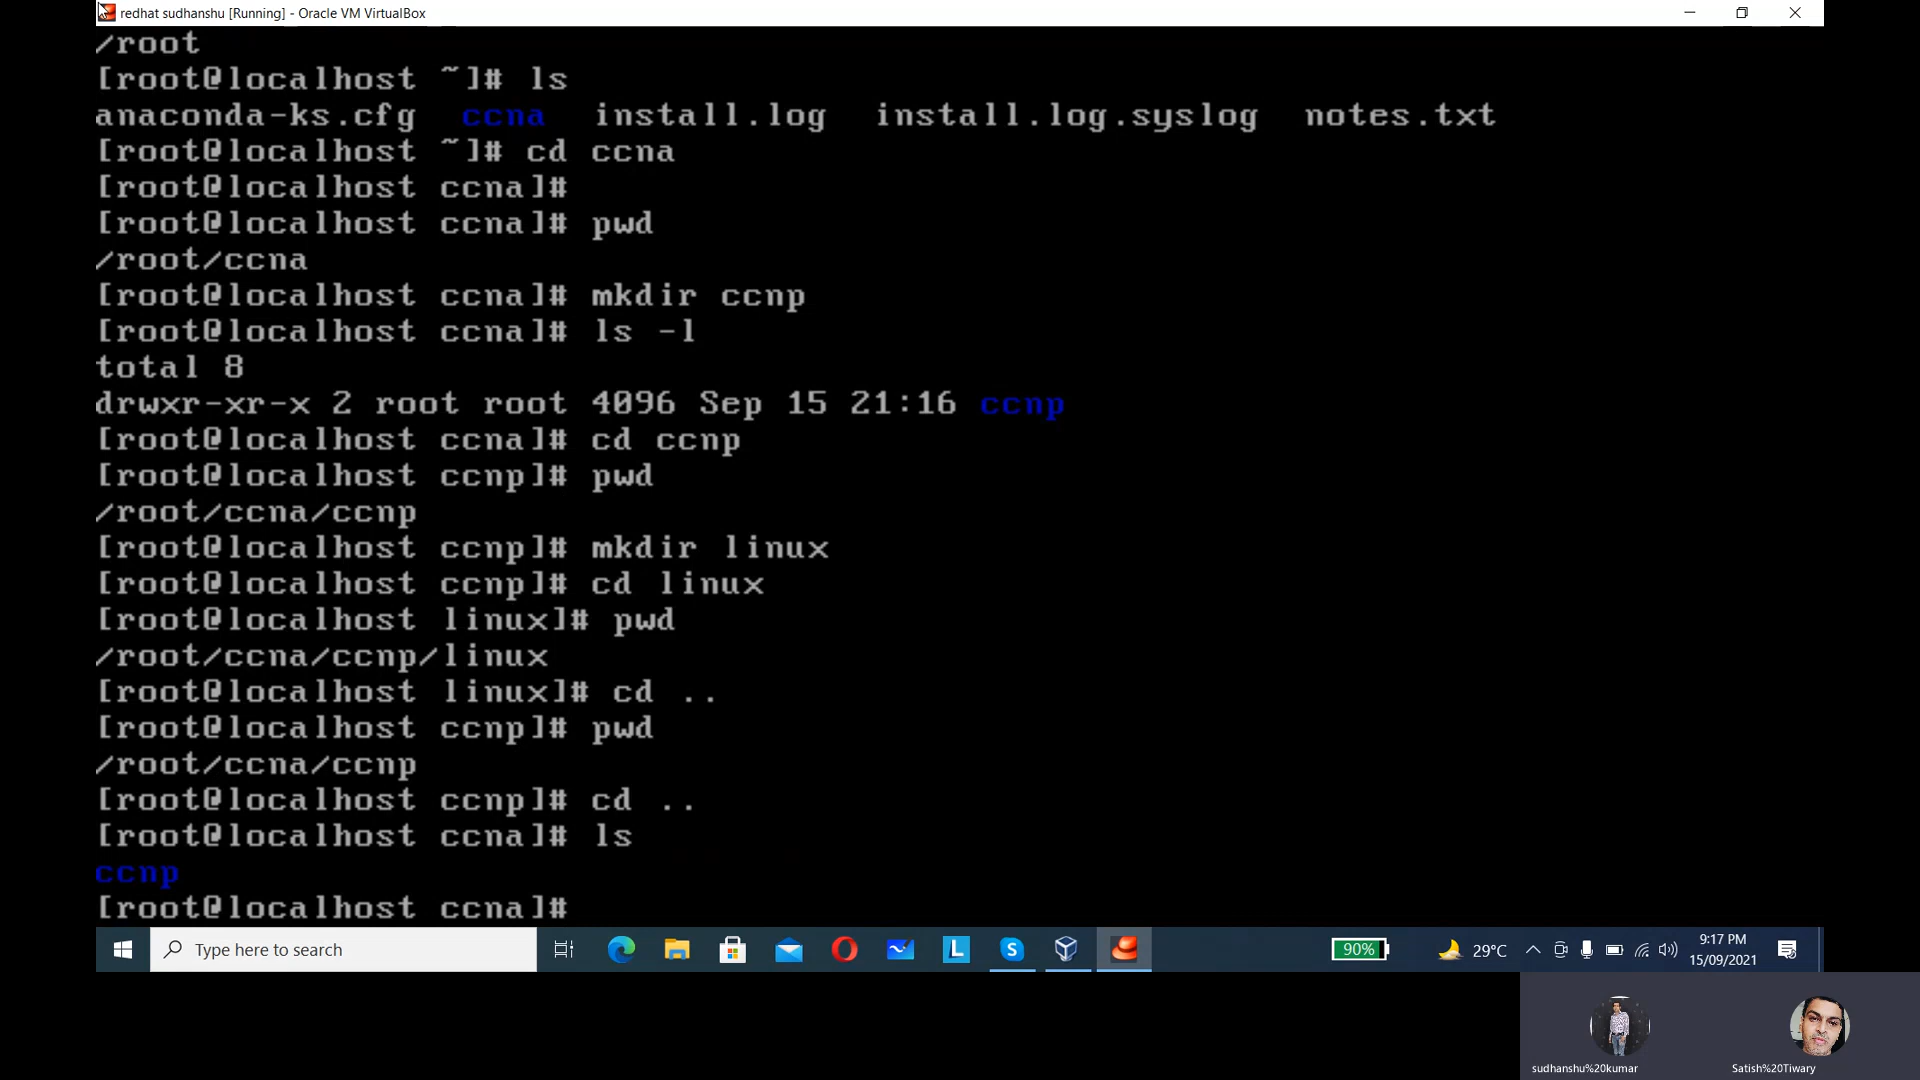 redhat sudhanshu [Running] - Oracle VM VirtualBox
/root
[root@localhost ~]# ls
anaconda-ks.cfg ccna install.log install.log.syslog notes.txt
[root@localhost ~]# cd ccna
[root@localhost ccna]#
[root@localhost ccna]# pwd
/root/ccna
[root@localhost ccna]# mkdir ccnp
[root@localhost ccna]# ls -l
total 8
drwxr-xr-x 2 root root 4096 Sep 15 21:16 ccnp
[root@localhost ccna]# cd ccnp
[root@localhost ccnp]# pwd
/root/ccna/ccnp
[root@localhost ccnp]# mkdir linux
[root@localhost ccnp]# cd linux
[root@localhost linux]# pwd
/root/ccna/ccnp/linux
[root@localhost linux]# cd ..
[root@localhost ccnp]# pwd
/root/ccna/ccnp
[root@localhost ccnp]# cd ..
[root@localhost ccna]# ls
ccnp
[root@localhost ccna]#
Type here to search L S 90% 29°C 9:17 PM
15/09/2021
sudhanshu%20kumar Satish%20Tiwary